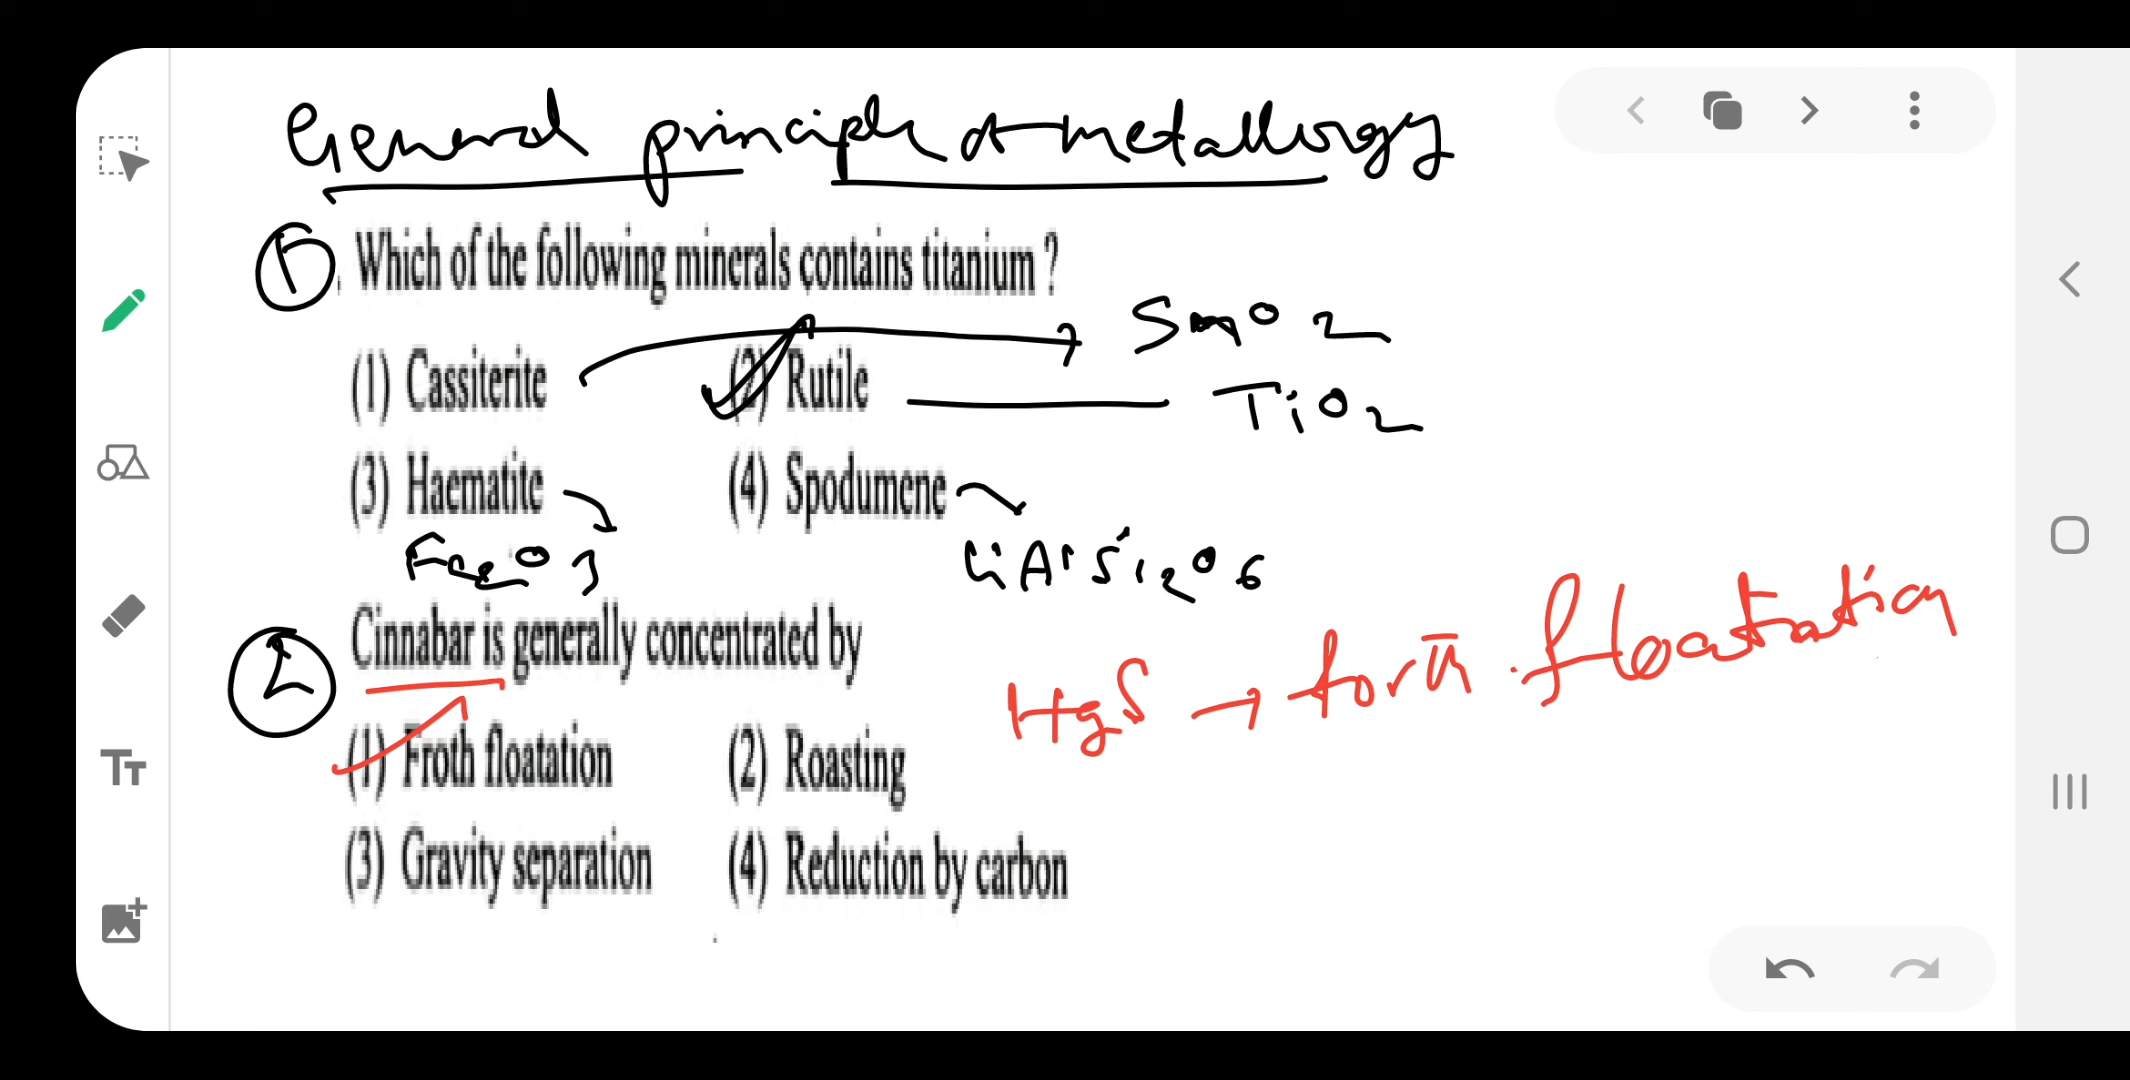 General principle of metallurgy
1. Which of the following minerals contains titanium ?
(1) Cassiterite → SnO2
(2) Rutile — TiO2
(3) Haematite (4) Spodumene
Fe2O3 LiAlSi2O6
2 Cinnabar is generally concentrated by
HgS → forth floatation
(1) Froth floatation (2) Roasting
(3) Gravity separation (4) Reduction by carbon